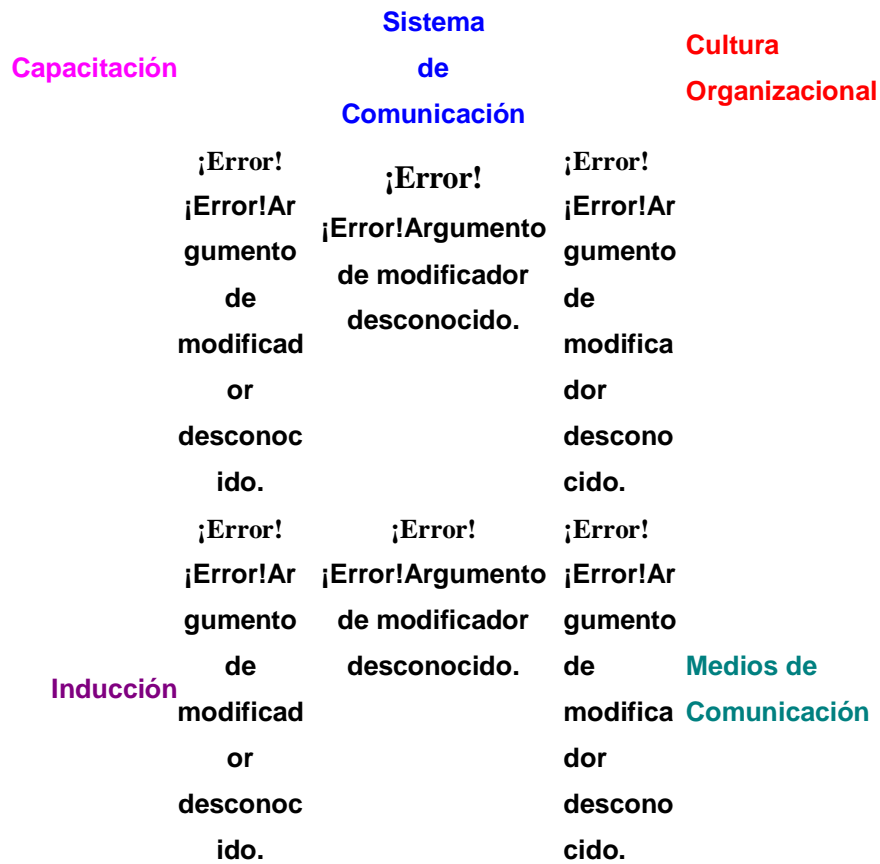 Sistema
de
Comunicación
Capacitación
Cultura
Organizacional
¡Error!
¡Error!Ar
gumento
de
modificad
or
desconoc
ido.
¡Error!
¡Error!Argumento
de modificador
desconocido.
¡Error!
¡Error!Ar
gumento
de
modifica
dor
descono
cido.
Inducción
¡Error!
¡Error!Ar
gumento
de
modificad
or
desconoc
ido.
¡Error!
¡Error!Argumento
de modificador
desconocido.
¡Error!
¡Error!Ar
gumento
de
modifica
dor
descono
cido.
Medios de
Comunicación